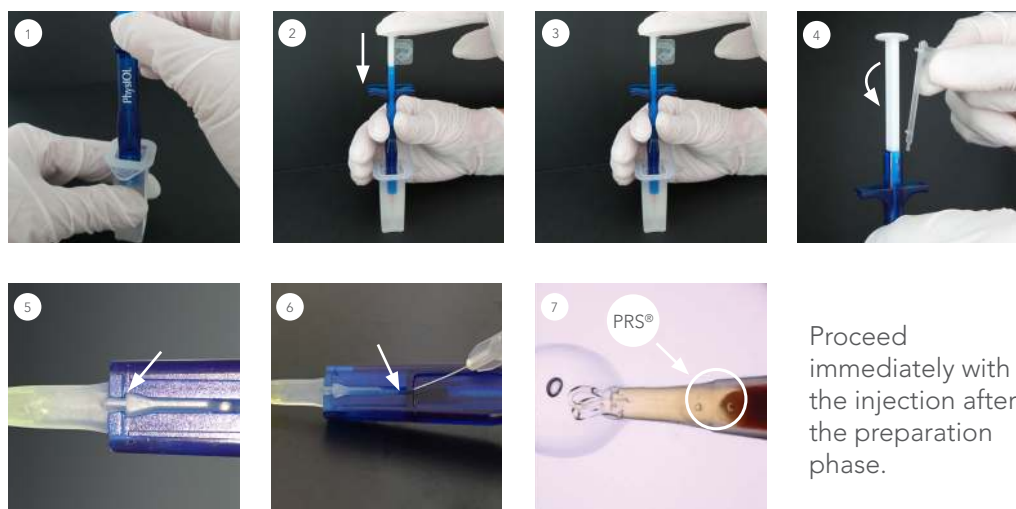 1
2
3
4
PhysIOL
5
6
7
PRS®
Proceed
immediately with
the injection after
the preparation
phase.